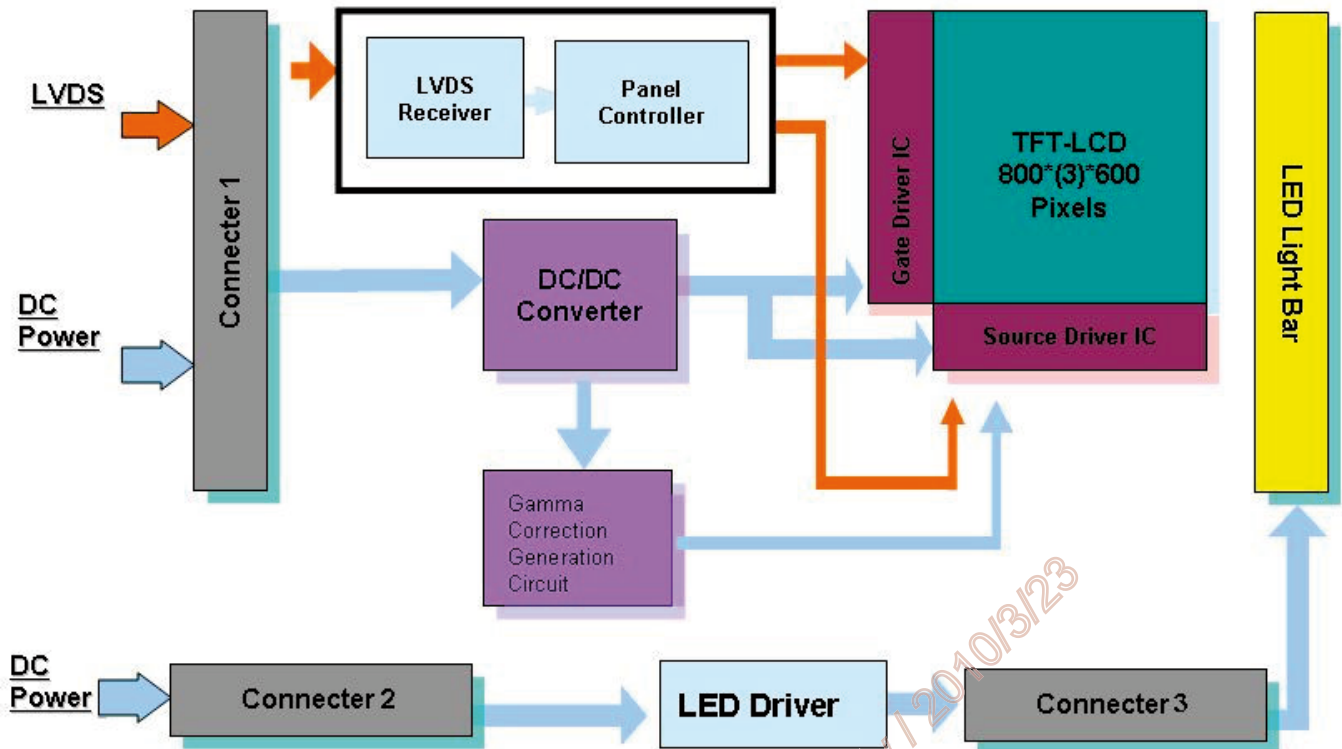 LVDS
DC
Power
Connecter 1
LVDS
Receiver
Panel
Controller
DC/DC
Converter
Gamma
Correction
Generation
Circuit
Gate Driver IC
TFT-LCD
800*(3)*600
Pixels
Source Driver IC
LED Light Bar
DC
Power
Connecter 2
LED Driver
Connecter 3
2010/3/23